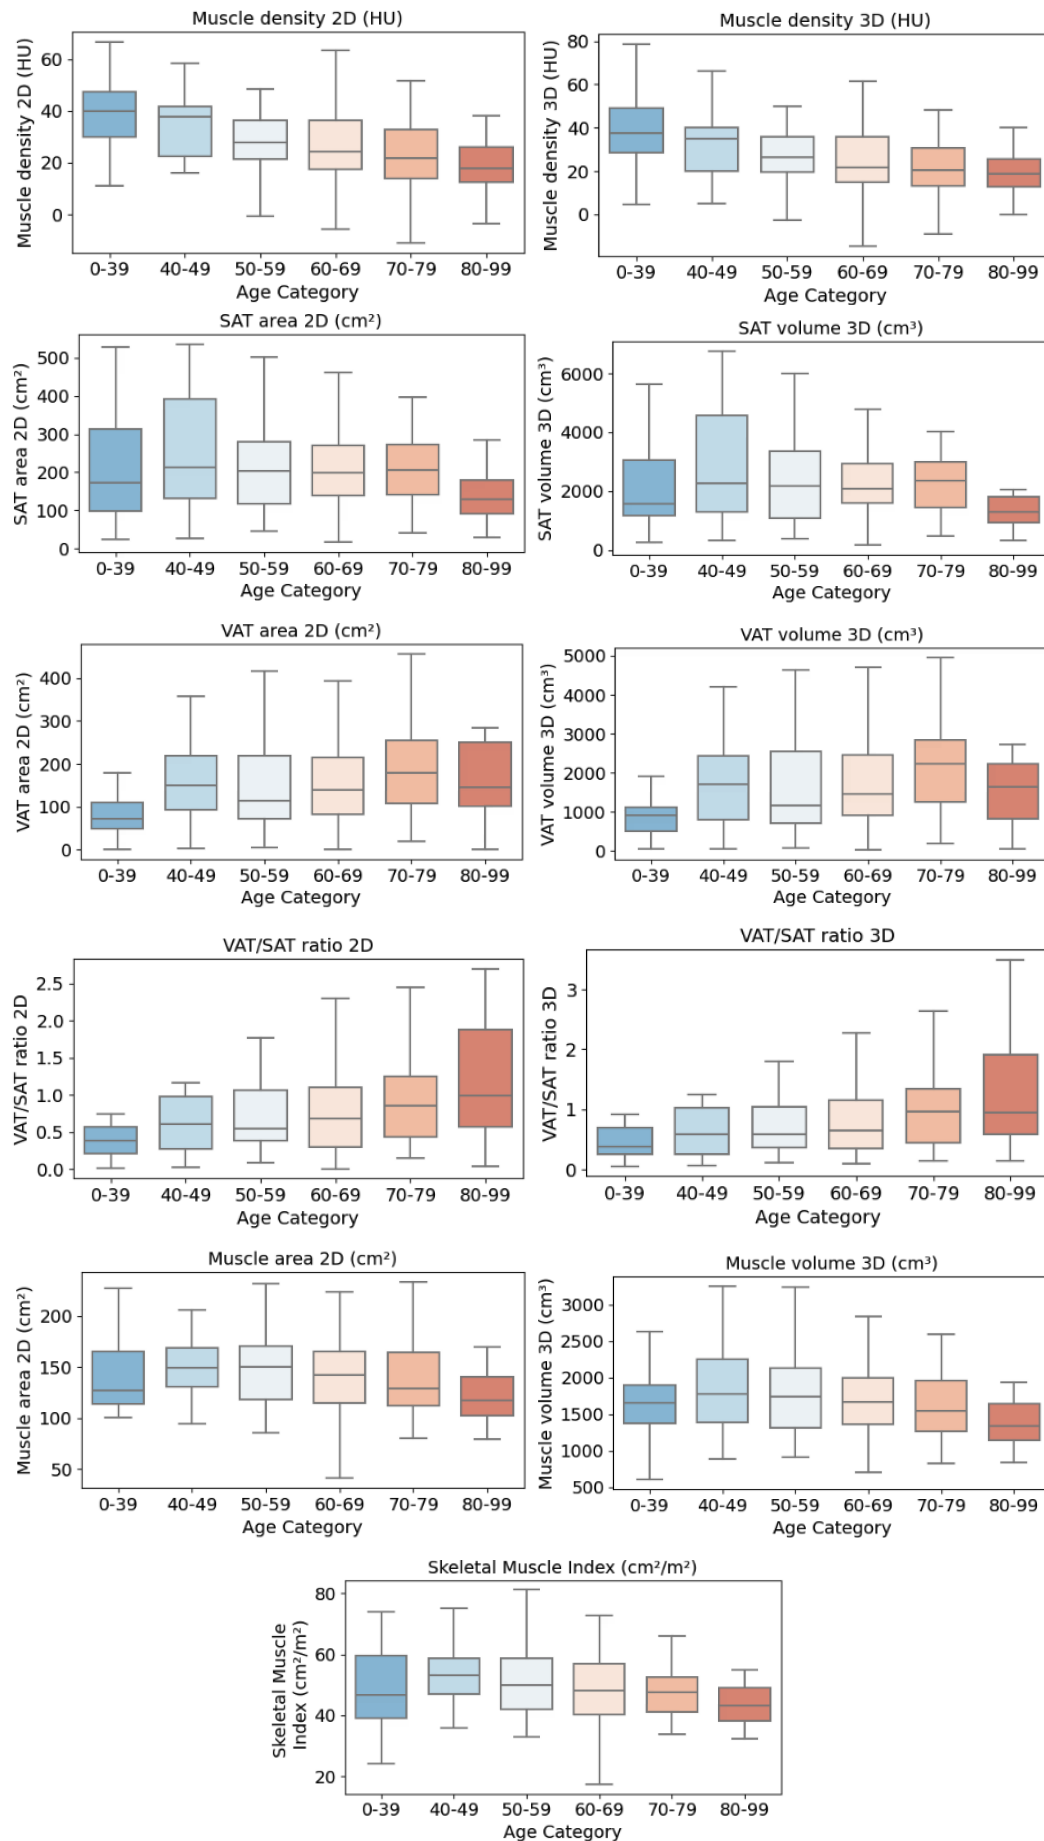 Muscle density 2D (HU)
Muscle density 2D (HU)
60
40
20
0
0-39 40-49 50-59 60-69 70-79 80-99
Age Category
Muscle density 3D (HU)
Muscle density 3D (HU)
80
60
40
20
0
0-39 40-49 50-59 60-69 70-79 80-99
Age Category
SAT area 2D (cm²)
SAT area 2D (cm²)
500
400
300
200
100
0
0-39 40-49 50-59 60-69 70-79 80-99
Age Category
SAT volume 3D (cm³)
SAT volume 3D (cm³)
6000
4000
2000
0
0-39 40-49 50-59 60-69 70-79 80-99
Age Category
VAT area 2D (cm²)
VAT area 2D (cm²)
400
300
200
100
0
0-39 40-49 50-59 60-69 70-79 80-99
Age Category
VAT volume 3D (cm³)
VAT volume 3D (cm³)
5000
4000
3000
2000
1000
0
0-39 40-49 50-59 60-69 70-79 80-99
Age Category
VAT/SAT ratio 2D
VAT/SAT ratio 2D
2.5
2.0
1.5
1.0
0.5
0.0
0-39 40-49 50-59 60-69 70-79 80-99
Age Category
VAT/SAT ratio 3D
VAT/SAT ratio 3D
3
2
1
0
0-39 40-49 50-59 60-69 70-79 80-99
Age Category
Muscle area 2D (cm²)
Muscle area 2D (cm²)
200
150
100
50
0-39 40-49 50-59 60-69 70-79 80-99
Age Category
Muscle volume 3D (cm³)
Muscle volume 3D (cm³)
3000
2500
2000
1500
1000
500
0-39 40-49 50-59 60-69 70-79 80-99
Age Category
Skeletal Muscle Index (cm²/m²)
Skeletal Muscle
Index (cm²/m²)
80
60
40
20
0-39 40-49 50-59 60-69 70-79 80-99
Age Category